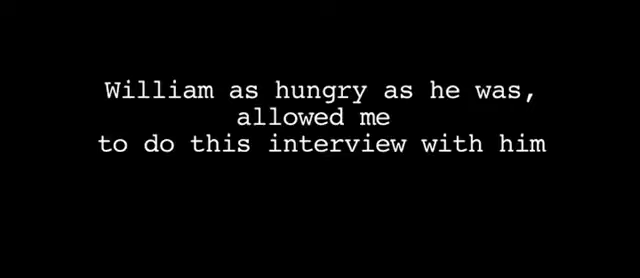 William as hungry as he was,
allowed me
to do this interview with him